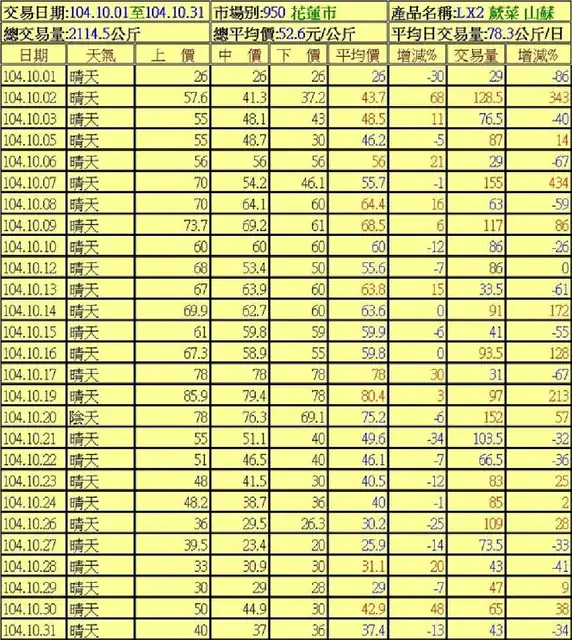 交易日期:104.10.01至104.10.31 市場別:950 花蓮市 產品名稱:LX2 蕨菜 山蘇
總交易量:2114.5公斤 總平均價:52.6元/公斤 平均日交易量:78.3公斤/日
日期 天氣 上 價 中 價 下 價 平均價 增減% 交易量 增減%
104.10.01 晴天 26 26 26 26 -30 29 -86
104.10.02 晴天 57.6 41.3 37.2 43.7 68 128.5 343
104.10.03 晴天 55 48.1 43 48.5 11 76.5 -40
104.10.05 晴天 55 48.7 30 46.2 -5 87 14
104.10.06 晴天 56 56 56 56 21 29 -67
104.10.07 晴天 70 54.2 46.1 55.7 -1 155 434
104.10.08 晴天 70 64.1 60 64.4 16 63 -59
104.10.09 晴天 73.7 69.2 61 68.5 6 117 86
104.10.10 晴天 60 60 60 60 -12 86 -26
104.10.12 晴天 68 53.4 50 55.6 -7 86 0
104.10.13 晴天 67 63.9 60 63.8 15 33.5 -61
104.10.14 晴天 69.9 62.7 60 63.6 0 91 172
104.10.15 晴天 61 59.8 59 59.9 -6 41 -55
104.10.16 晴天 67.3 58.9 55 59.8 0 93.5 128
104.10.17 晴天 78 78 78 78 30 31 -67
104.10.19 晴天 85.9 79.4 78 80.4 3 97 213
104.10.20 陰天 78 76.3 69.1 75.2 -6 152 57
104.10.21 晴天 55 51.1 40 49.6 -34 103.5 -32
104.10.22 晴天 51 46.5 40 46.1 -7 66.5 -36
104.10.23 晴天 48 41.5 30 40.5 -12 83 25
104.10.24 晴天 48.2 38.7 36 40 -1 85 2
104.10.26 晴天 36 29.5 26.3 30.2 -25 109 28
104.10.27 晴天 39.5 23.4 20 25.9 -14 73.5 -33
104.10.28 晴天 33 30.9 30 31.1 20 43 -41
104.10.29 晴天 30 29 28 29 -7 47 9
104.10.30 晴天 50 44.9 30 42.9 48 65 38
104.10.31 晴天 40 37 36 37.4 -13 43 -34